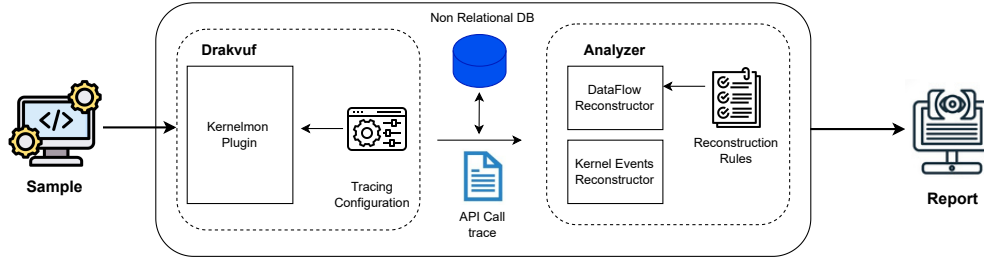 Non Relational DB
Drakvuf
Analyzer
</>
Kernelmon
Plugin
DataFlow
Reconstructor
Reconstruction
Rules
Kernel Events
Reconstructor
Tracing
Configuration
API Call
trace
Sample
Report